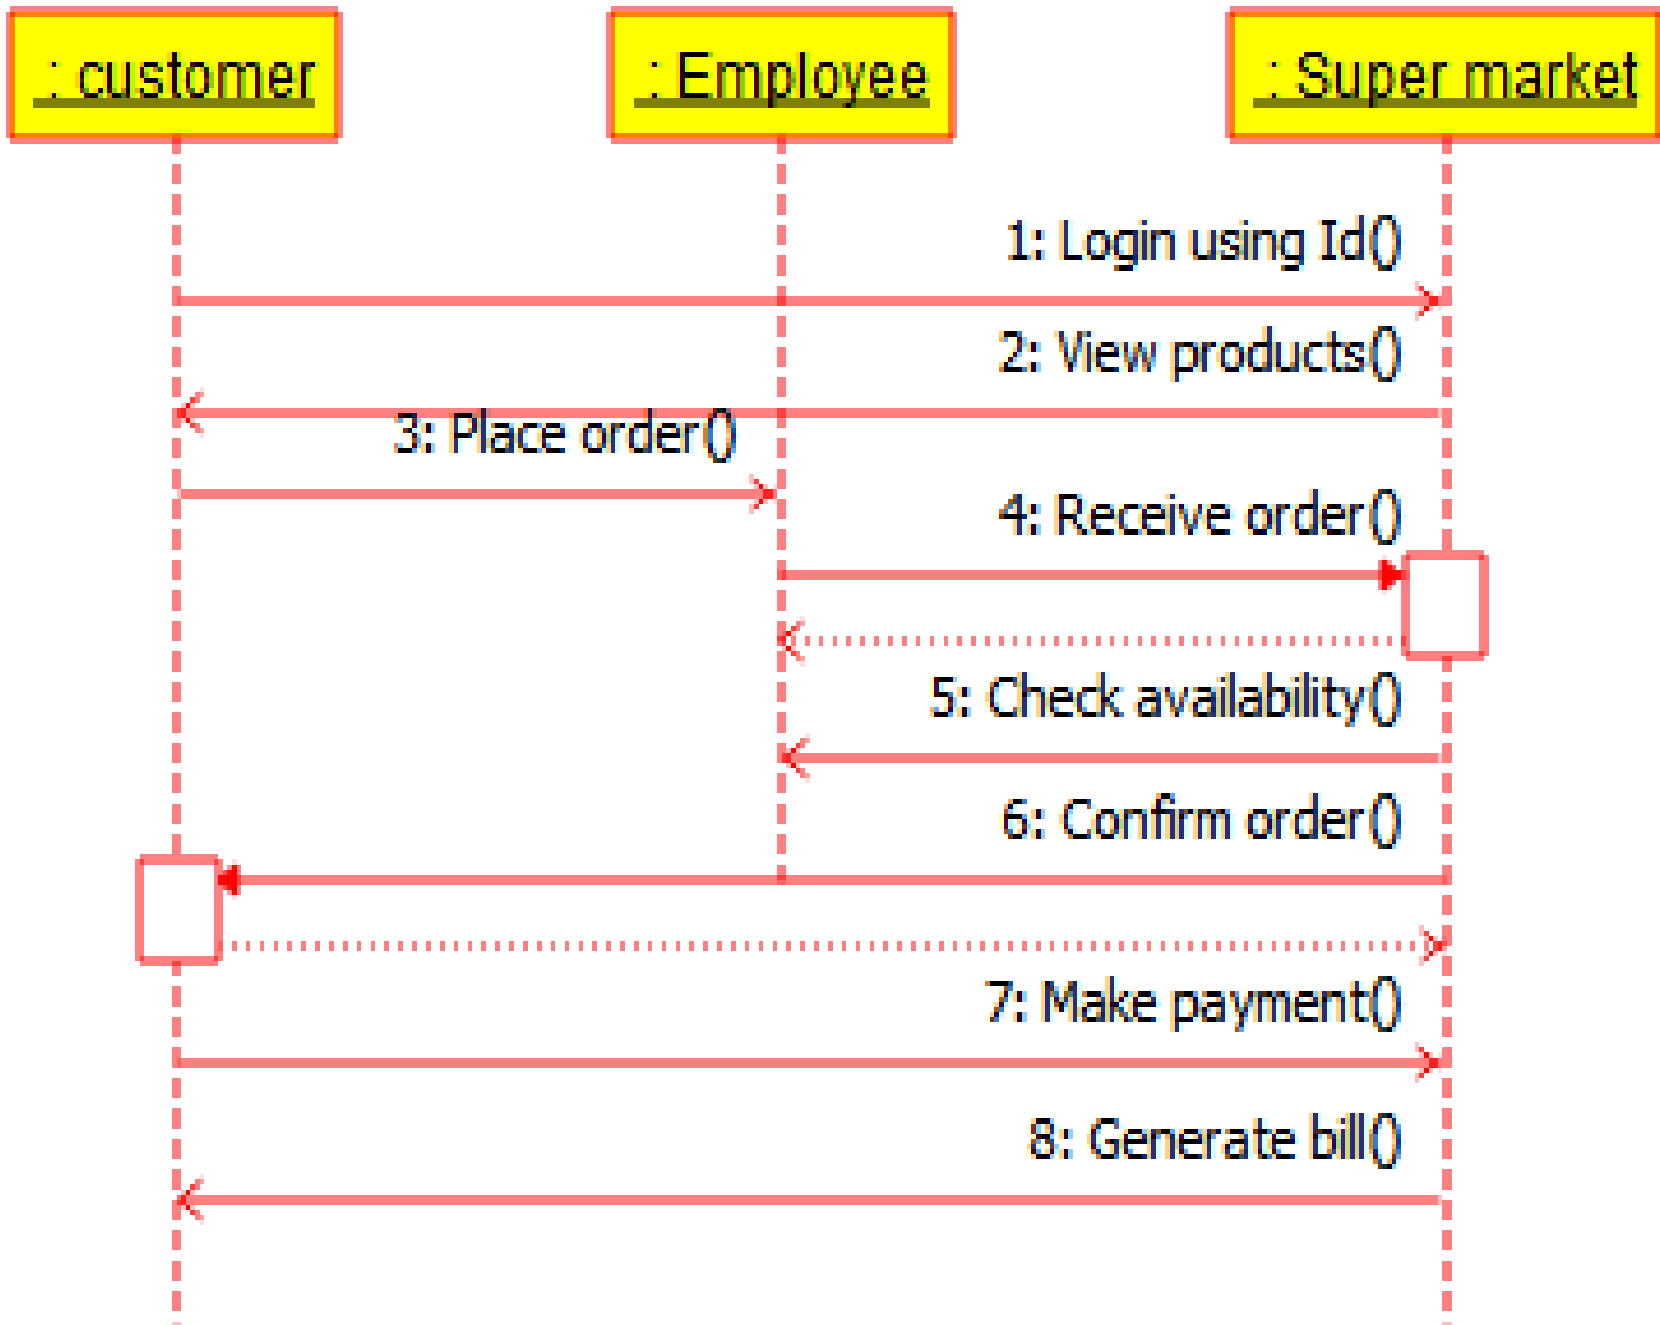 : customer
: Employee
: Super market
1: Login using Id()
2: View products()
3: Place order()
4: Receive order()
5: Check availability()
6: Confirm order()
7: Make payment()
8: Generate bill()